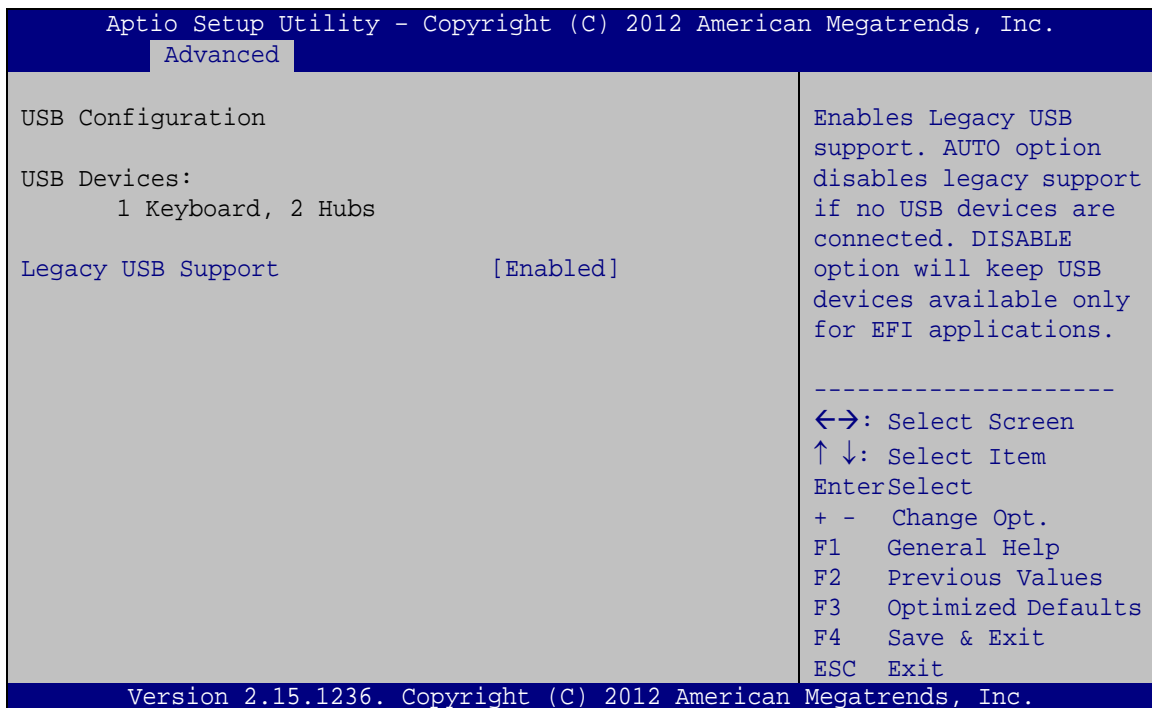 Aptio Setup Utility – Copyright (C) 2012 American Megatrends, Inc.
Advanced
USB Configuration
USB Devices:
1 Keyboard, 2 Hubs
Legacy USB Support [Enabled]
Enables Legacy USB
support. AUTO option
disables legacy support
if no USB devices are
connected. DISABLE
option will keep USB
devices available only
for EFI applications.
---------------------
←→: Select Screen
↑ ↓: Select Item
EnterSelect
+ - Change Opt.
F1 General Help
F2 Previous Values
F3 Optimized Defaults
F4 Save & Exit
ESC Exit
Version 2.15.1236. Copyright (C) 2012 American Megatrends, Inc.